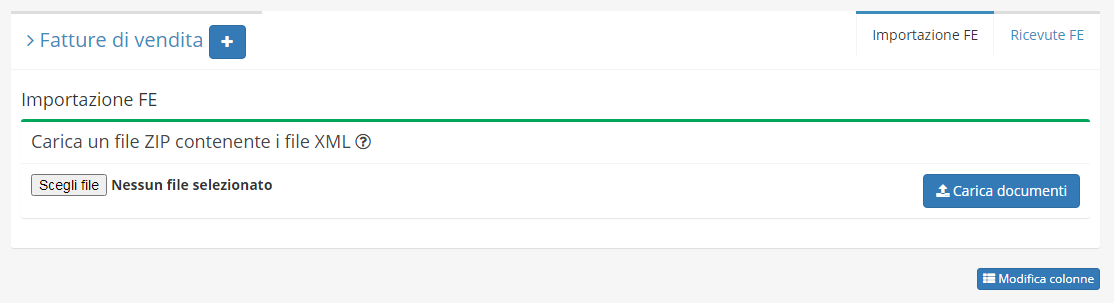 Fatture di vendita
Importazione FE
Ricevute FE
Importazione FE
Carica un file ZIP contenente i file XML
Scegli file Nessun file selezionato
Carica documenti
Modifica colonne